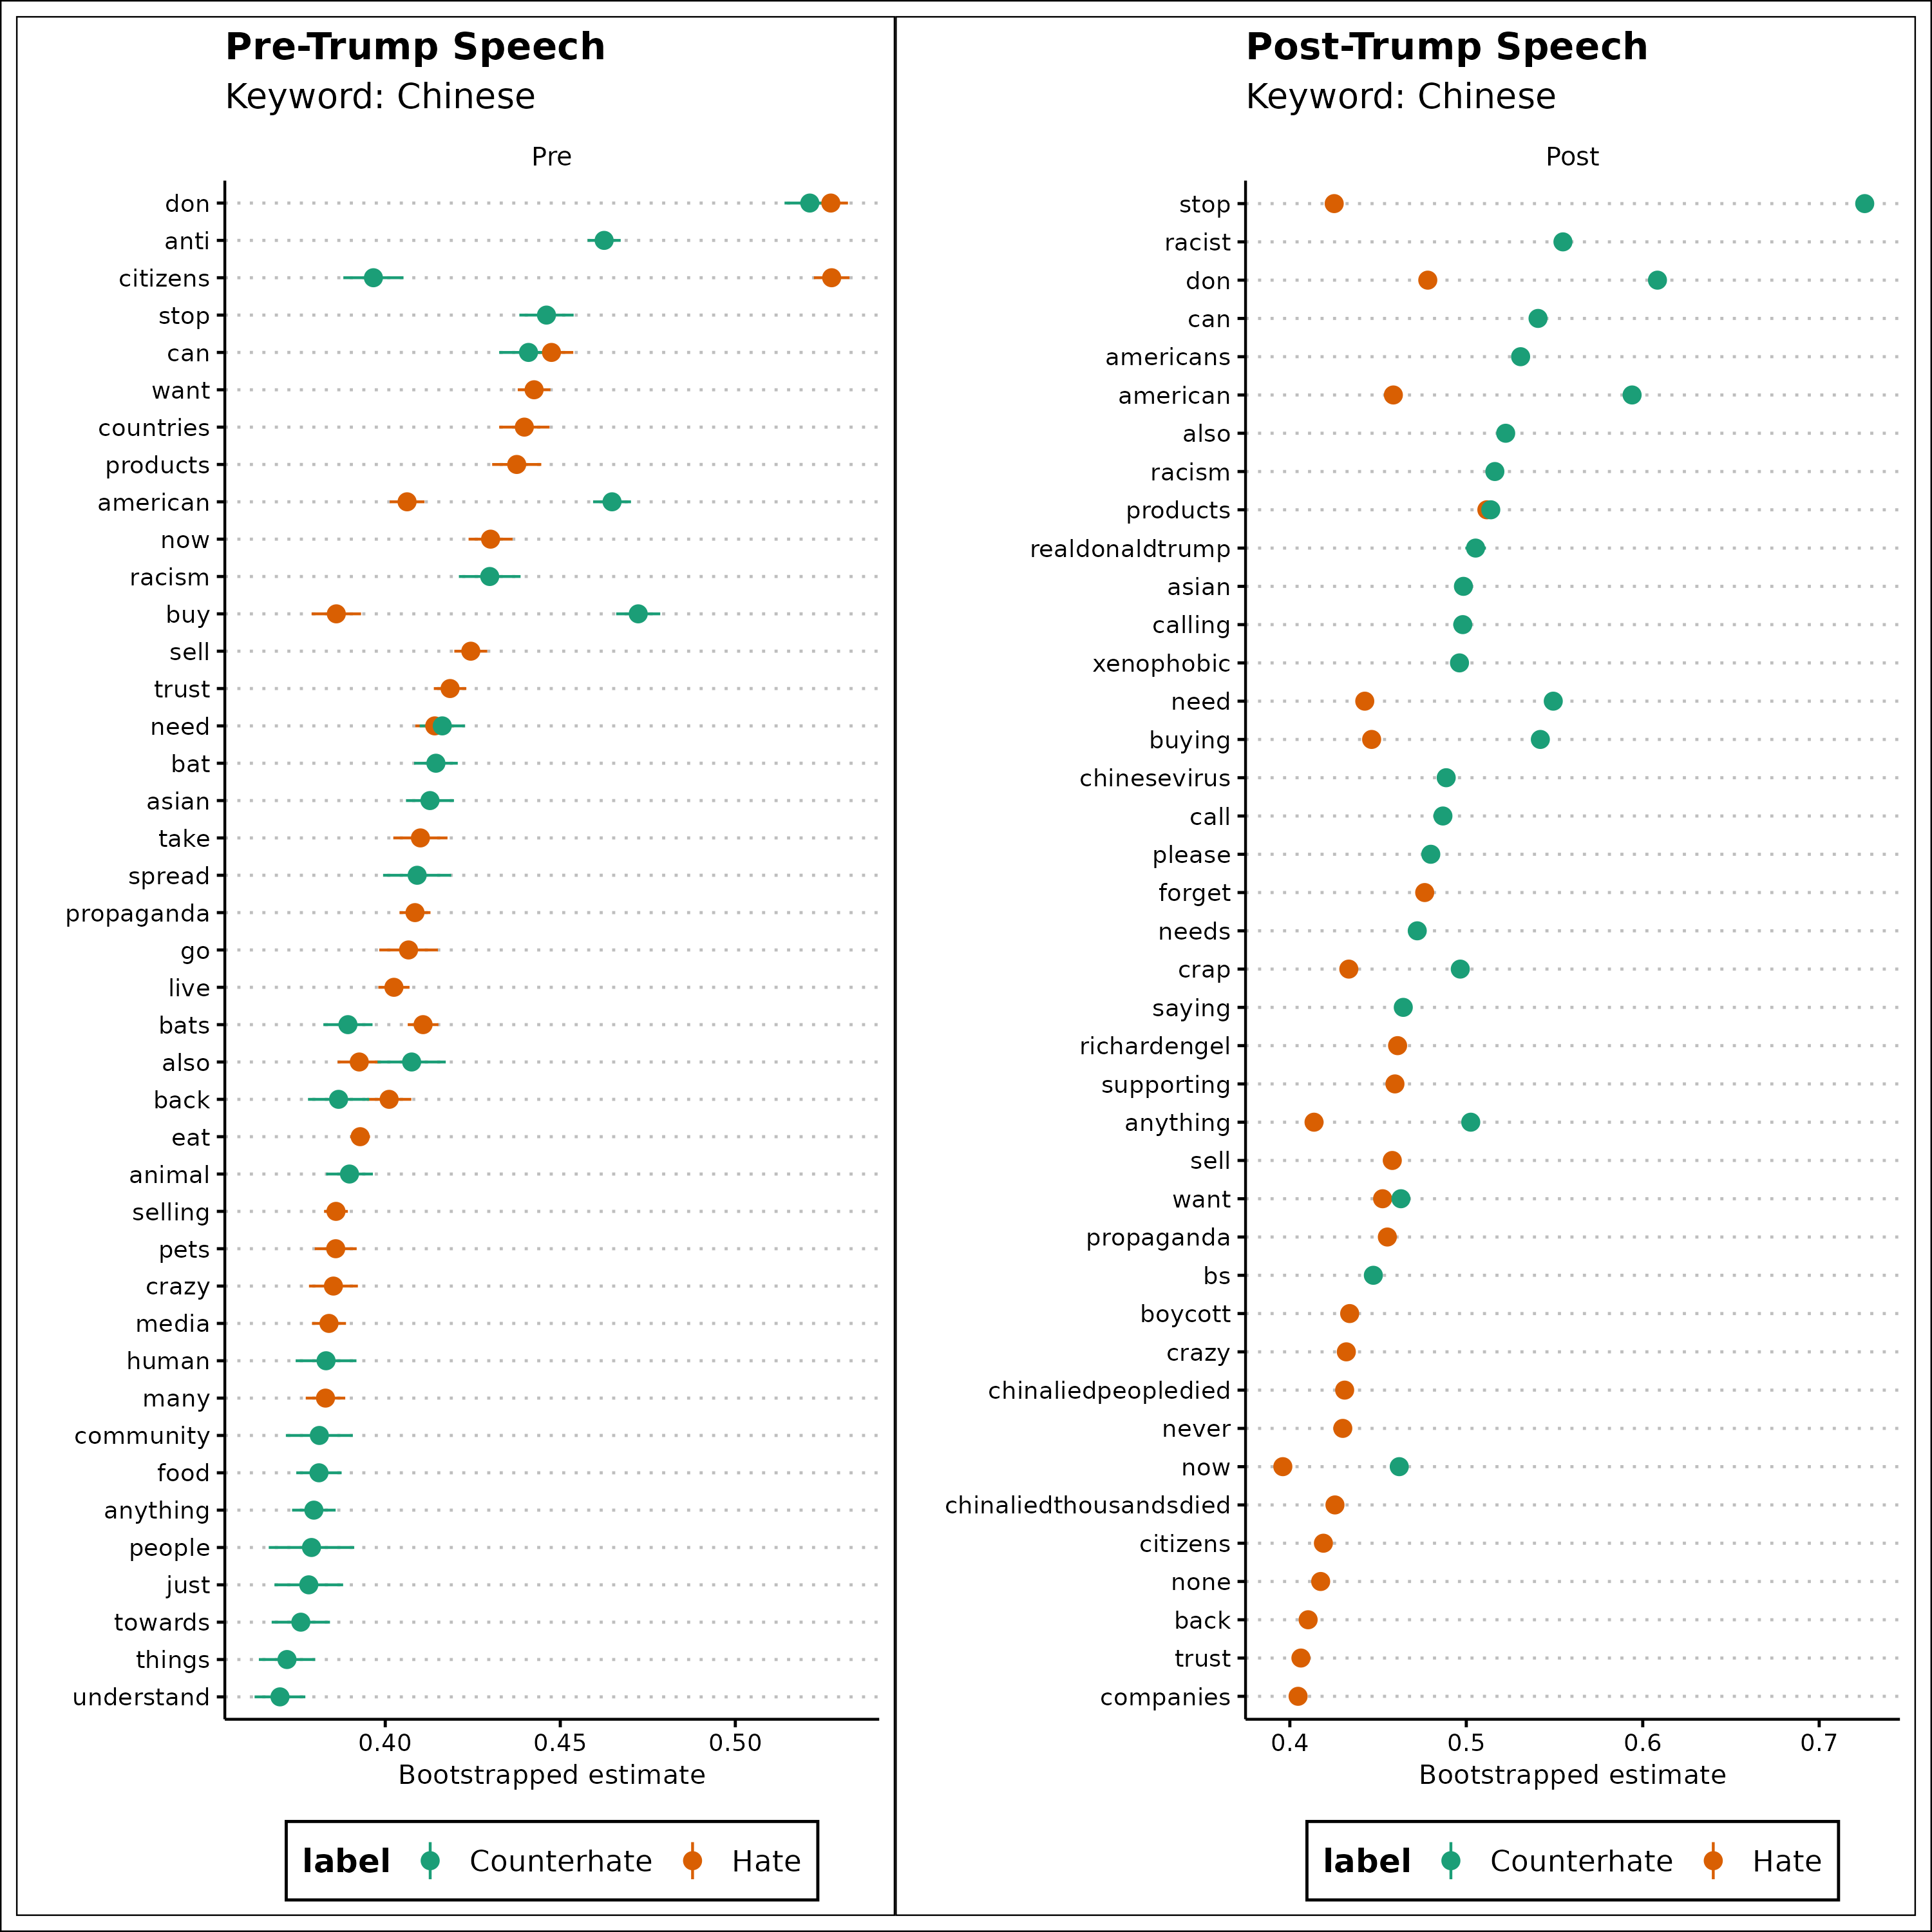 Pre-Trump Speech
Keyword: Chinese
Pre
don
anti
citizens
stop
can
want
countries
products
american
now
racism
buy
sell
trust
need
bat
asian
take
spread
propaganda
go
live
bats
also
back
eat
animal
selling
pets
crazy
media
human
many
community
food
anything
people
just
towards
things
understand
0.40 0.45 0.50
Bootstrapped estimate
label Counterhate Hate
Post-Trump Speech
Keyword: Chinese
Post
stop
racist
don
can
americans
american
also
racism
products
realdonaldtrump
asian
calling
xenophobic
need
buying
chinesevirus
call
please
forget
needs
crap
saying
richardengel
supporting
anything
sell
want
propaganda
bs
boycott
crazy
chinaliedpeopledied
never
now
chinaliedthousandsdied
citizens
none
back
trust
companies
0.4 0.5 0.6 0.7
Bootstrapped estimate
label Counterhate Hate